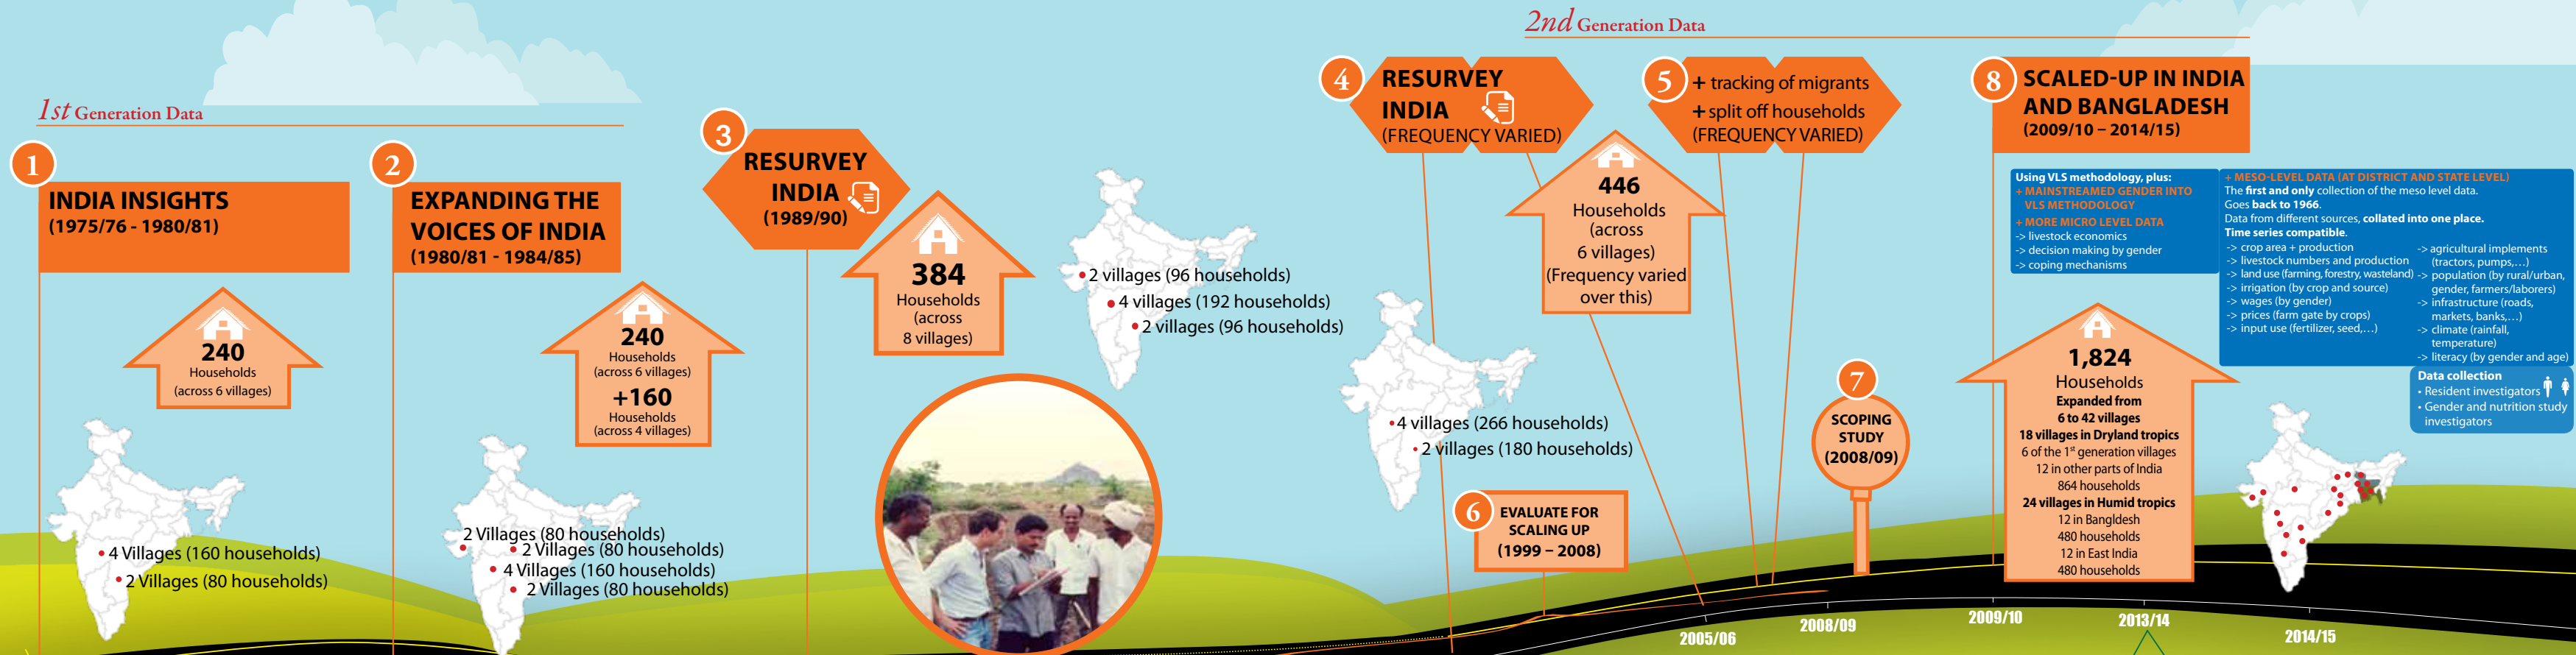 1st Generation Data
1
INDIA INSIGHTS
(1975/76 - 1980/81)
240
Households
(across 6 villages)
4 Villages (160 households)
2 Villages (80 households)
2
EXPANDING THE
VOICES OF INDIA
(1980/81 - 1984/85)
240
Households
(across 6 villages)
+160
Households
(across 4 villages)
2 Villages (80 households)
2 Villages (80 households)
4 Villages (160 households)
2 Villages (80 households)
3
RESURVEY
INDIA
(1989/90)
384
Households
(across
8 villages)
2 villages (96 households)
4 villages (192 households)
2 villages (96 households)
2nd Generation Data
4
RESURVEY
INDIA
(FREQUENCY VARIED)
446
Households
(across
6 villages)
(Frequency varied
over this)
4 villages (266 households)
2 villages (180 households)
5
+ tracking of migrants
+ split off households
(FREQUENCY VARIED)
6
EVALUATE FOR
SCALING UP
(1999 – 2008)
7
SCOPING
STUDY
(2008/09)
8
SCALED-UP IN INDIA
AND BANGLADESH
(2009/10 – 2014/15)
Using VLS methodology, plus:
+ MAINSTREAMED GENDER INTO
VLS METHODOLOGY
+ MORE MICRO LEVEL DATA
-> livestock economics
-> decision making by gender
-> coping mechanisms
+ MESO-LEVEL DATA (AT DISTRICT AND STATE LEVEL)
The first and only collection of the meso level data.
Goes back to 1966.
Data from different sources, collated into one place.
Time series compatible.
-> crop area + production
-> livestock numbers and production
-> land use (farming, forestry, wasteland)
-> irrigation (by crop and source)
-> wages (by gender)
-> prices (farm gate by crops)
-> input use (fertilizer, seed,...)
-> agricultural implements
(tractors, pumps,...)
-> population (by rural/urban,
gender, farmers/laborers)
-> infrastructure (roads,
markets, banks,...)
-> climate (rainfall,
temperature)
-> literacy (by gender and age)
Data collection
• Resident investigators
• Gender and nutrition study
investigators
1,824
Households
Expanded from
6 to 42 villages
18 villages in Dryland tropics
6 of the 1st generation villages
12 in other parts of India
864 households
24 villages in Humid tropics
12 in Bangldesh
480 households
12 in East India
480 households
2005/06
2008/09
2009/10
2013/14
2014/15